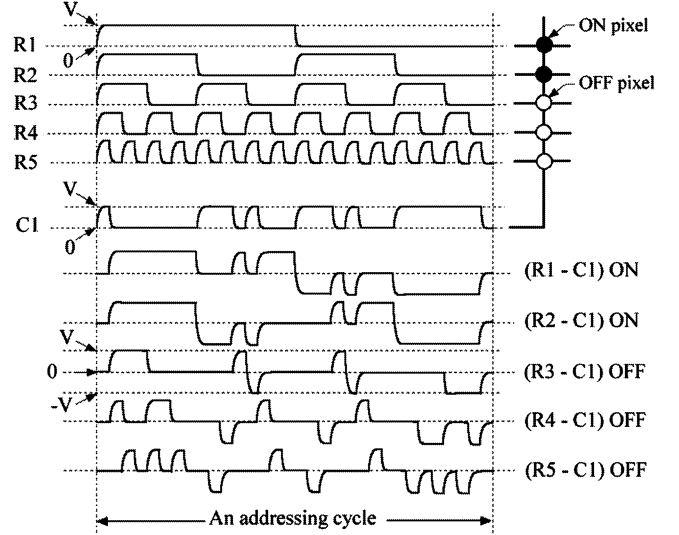 V
ON pixel
R1
0
R2
OFF pixel
R3
R4
R5
V
C1
0
(R1 - C1) ON
(R2 - C1) ON
V
0
(R3 - C1) OFF
-V
(R4 - C1) OFF
(R5 - C1) OFF
An addressing cycle